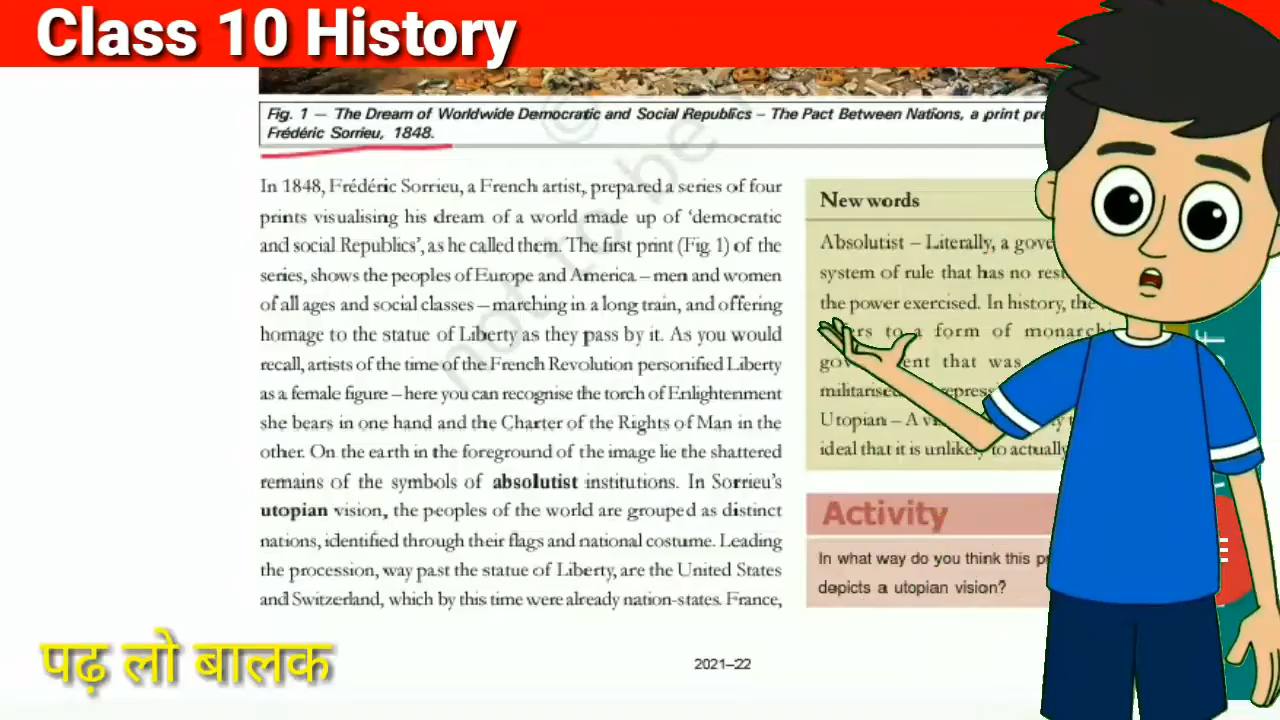 Class 10 History
Fig. 1 — The Dream of Worldwide Democratic and Social Republics – The Pact Between Nations, a print
Frédéric Sorrieu, 1848.
In 1848, Frédéric Sorrieu, a French artist, prepared a series of four
prints visualising his dream of a world made up of ‘democratic
and social Republics’, as he called them. The first print (Fig. 1) of the
series, shows the peoples of Europe and America – men and women
of all ages and social classes – marching in a long train, and offering
homage to the statue of Liberty as they pass by it. As you would
recall, artists of the time of the French Revolution personified Liberty
as a female figure – here you can recognise the torch of Enlightenment
she bears in one hand and the Charter of the Rights of Man in the
other. On the earth in the foreground of the image lie the shattered
remains of the symbols of absolutist institutions. In Sorrieu’s
utopian vision, the peoples of the world are grouped as distinct
nations, identified through their flags and national costume. Leading
the procession, way past the statue of Liberty, are the United States
and Switzerland, which by this time were already nation-states. France,
New words
Absolutist – Literally, a
system of rule that has no
the power exercised. In history,
to a form of
that was
Utopian – A
ideal that it is unlikely to actually
Activity
In what way do you think this
depicts a utopian vision?
not to be
©
2021–22
पढ़ लो बालक